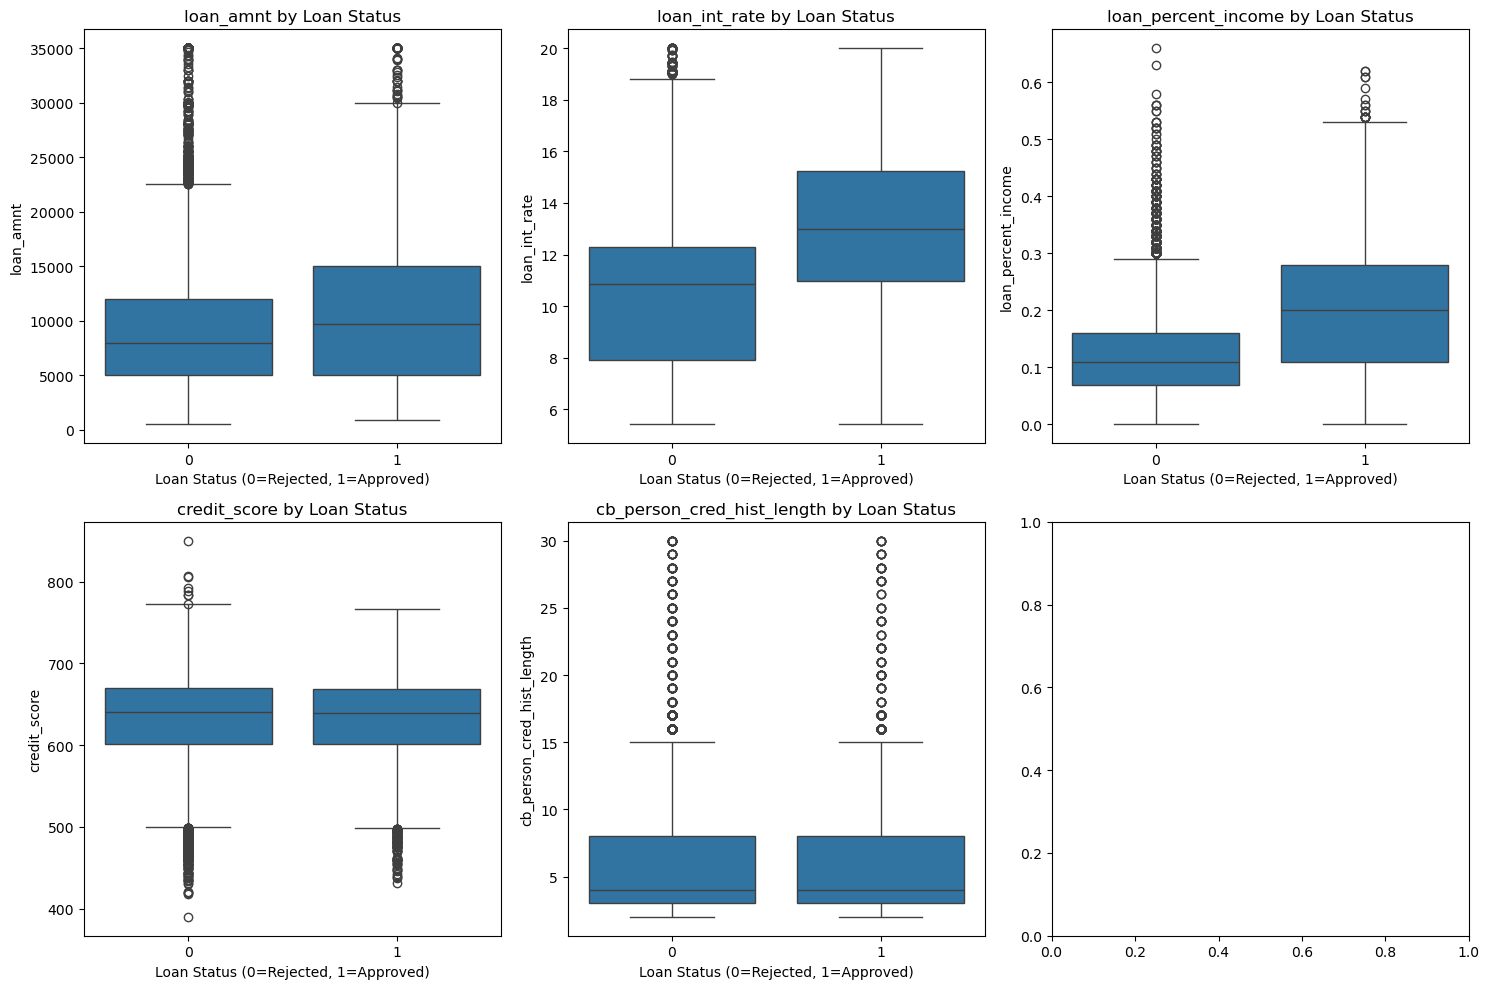 loan_amnt by Loan Status
35000
30000
25000
20000
15000
10000
5000
0
loan_amnt
0 1
Loan Status (0=Rejected, 1=Approved)
loan_int_rate by Loan Status
20
18
16
14
12
10
8
6
loan_int_rate
0 1
Loan Status (0=Rejected, 1=Approved)
loan_percent_income by Loan Status
0.6
0.5
0.4
0.3
0.2
0.1
0.0
loan_percent_income
0 1
Loan Status (0=Rejected, 1=Approved)
credit_score by Loan Status
800
700
600
500
400
credit_score
0 1
Loan Status (0=Rejected, 1=Approved)
cb_person_cred_hist_length by Loan Status
30
25
20
15
10
5
cb_person_cred_hist_length
0 1
Loan Status (0=Rejected, 1=Approved)
1.0
0.8
0.6
0.4
0.2
0.0
0.0 0.2 0.4 0.6 0.8 1.0